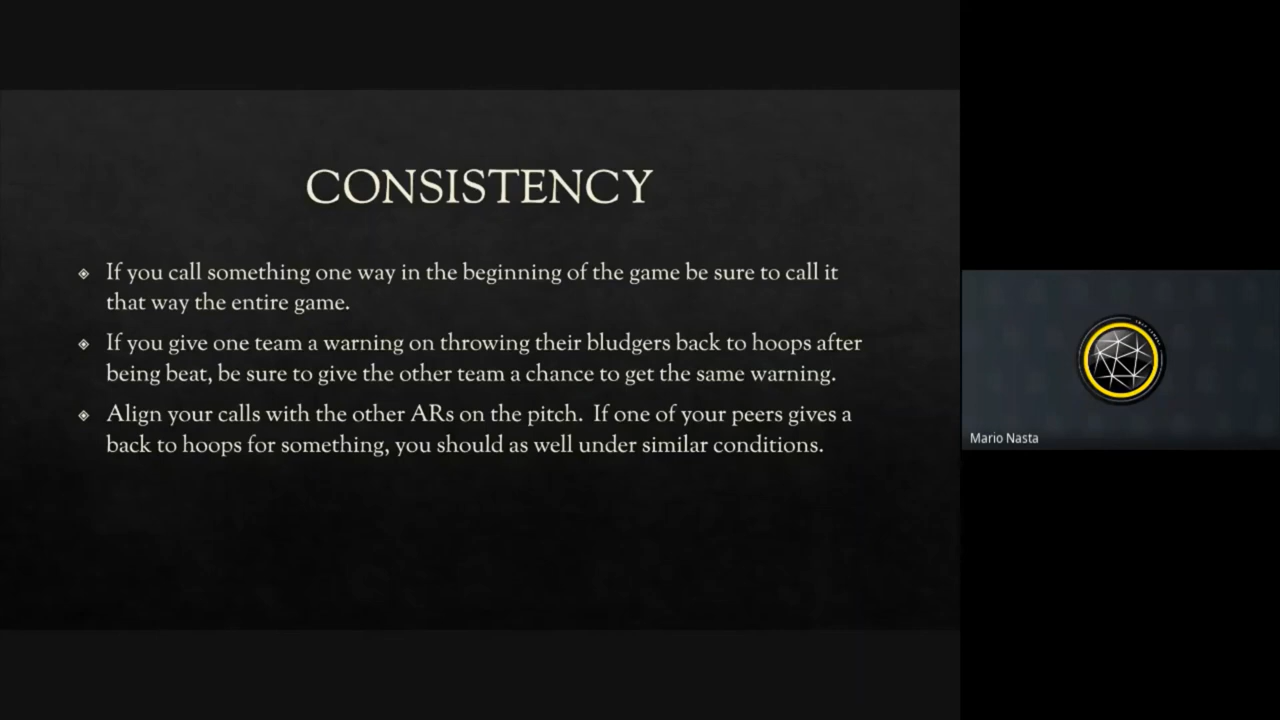 CONSISTENCY
If you call something one way in the beginning of the game be sure to call it
that way the entire game.
If you give one team a warning on throwing their bludgers back to hoops after
being beat, be sure to give the other team a chance to get the same warning.
Align your calls with the other ARs on the pitch.  If one of your peers gives a
back to hoops for something, you should as well under similar conditions.
Mario Nasta